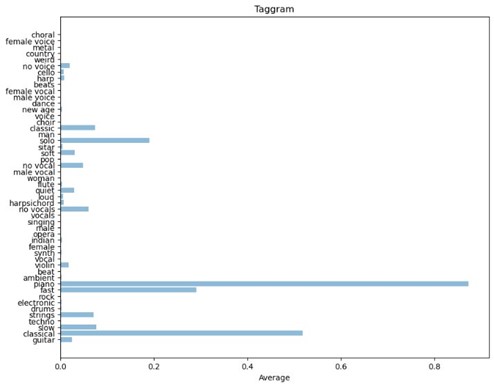 Taggram
choral
female voice
metal
country
weird
no voice
cello
harp
beats
female vocal
male voice
dance
new age
voice
choir
classic
man
solo
sitar
soft
pop
no vocal
male vocal
woman
flute
quiet
loud
harpsichord
no vocals
vocals
singing
male
opera
indian
female
synth
vocal
violin
beat
ambient
piano
fast
rock
electronic
drums
strings
techno
slow
classical
guitar
0.0 0.2 0.4 0.6 0.8
Average